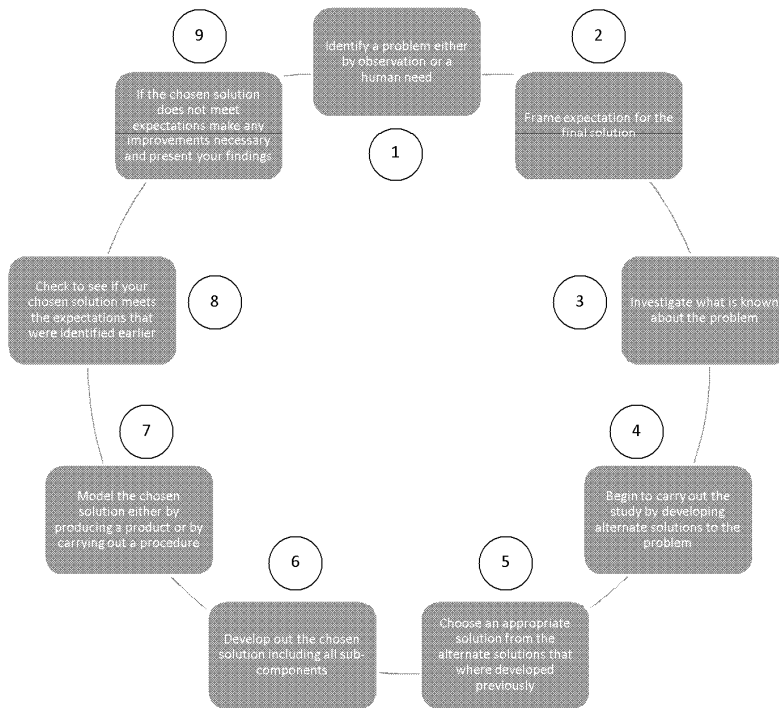 1
Identify a problem either
by observation or a
human need
2
Frame expectation for the
final solution
3
Investigate what is known
about the problem
4
Begin to carry out the
study by developing
alternate solutions to the
problem
5
Choose an appropriate
solution from the
alternate solutions that
where developed
previously
6
Develop out the chosen
solution including all sub-
components
7
Model the chosen
solution either by
producing a product or by
carrying out a procedure
8
Check to see if your
chosen solution meets
the expectations that
were identified earlier
9
If the chosen solution
does not meet
expectations make any
improvements necessary
and present your findings